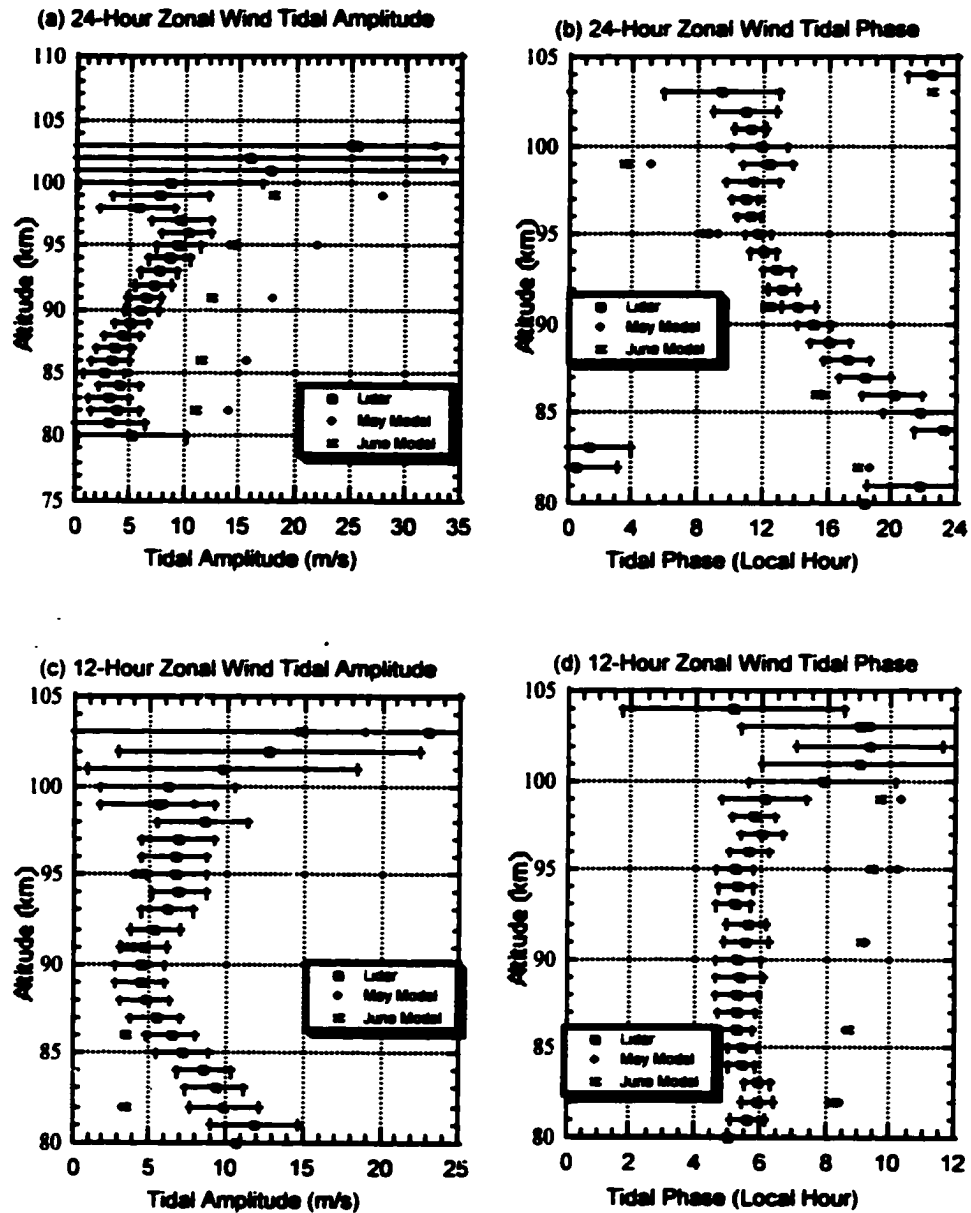 (a) 24-Hour Zonal Wind Tidal Amplitude
110
105
100
95
90
85
80
75
Altitude (km)
Lidar
May Model
June Model
0 5 10 15 20 25 30 35
Tidal Amplitude (m/s)
(b) 24-Hour Zonal Wind Tidal Phase
105
100
95
90
85
80
Altitude (km)
Lidar
May Model
June Model
0 4 8 12 16 20 24
Tidal Phase (Local Hour)
(c) 12-Hour Zonal Wind Tidal Amplitude
105
100
95
90
85
80
Altitude (km)
Lidar
May Model
June Model
0 5 10 15 20 25
Tidal Amplitude (m/s)
(d) 12-Hour Zonal Wind Tidal Phase
105
100
95
90
85
80
Altitude (km)
Lidar
May Model
June Model
0 2 4 6 8 10 12
Tidal Phase (Local Hour)